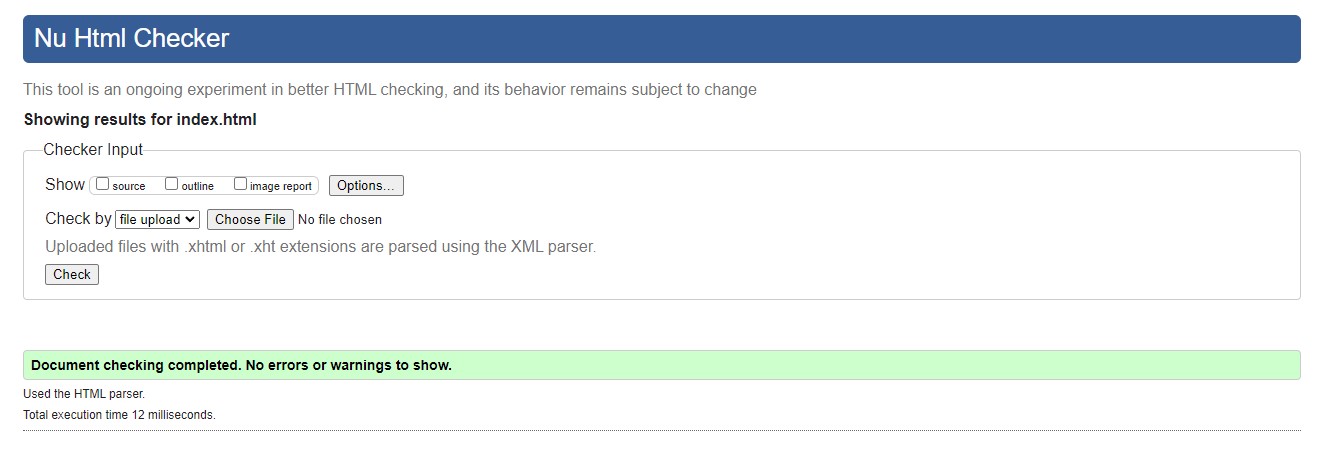 Nu Html Checker
This tool is an ongoing experiment in better HTML checking, and its behavior remains subject to change
Showing results for index.html
Checker Input
Show source outline image report Options...
Check by file upload Choose File No file chosen
Uploaded files with .xhtml or .xht extensions are parsed using the XML parser.
Check
Document checking completed. No errors or warnings to show.
Used the HTML parser.
Total execution time 12 milliseconds.